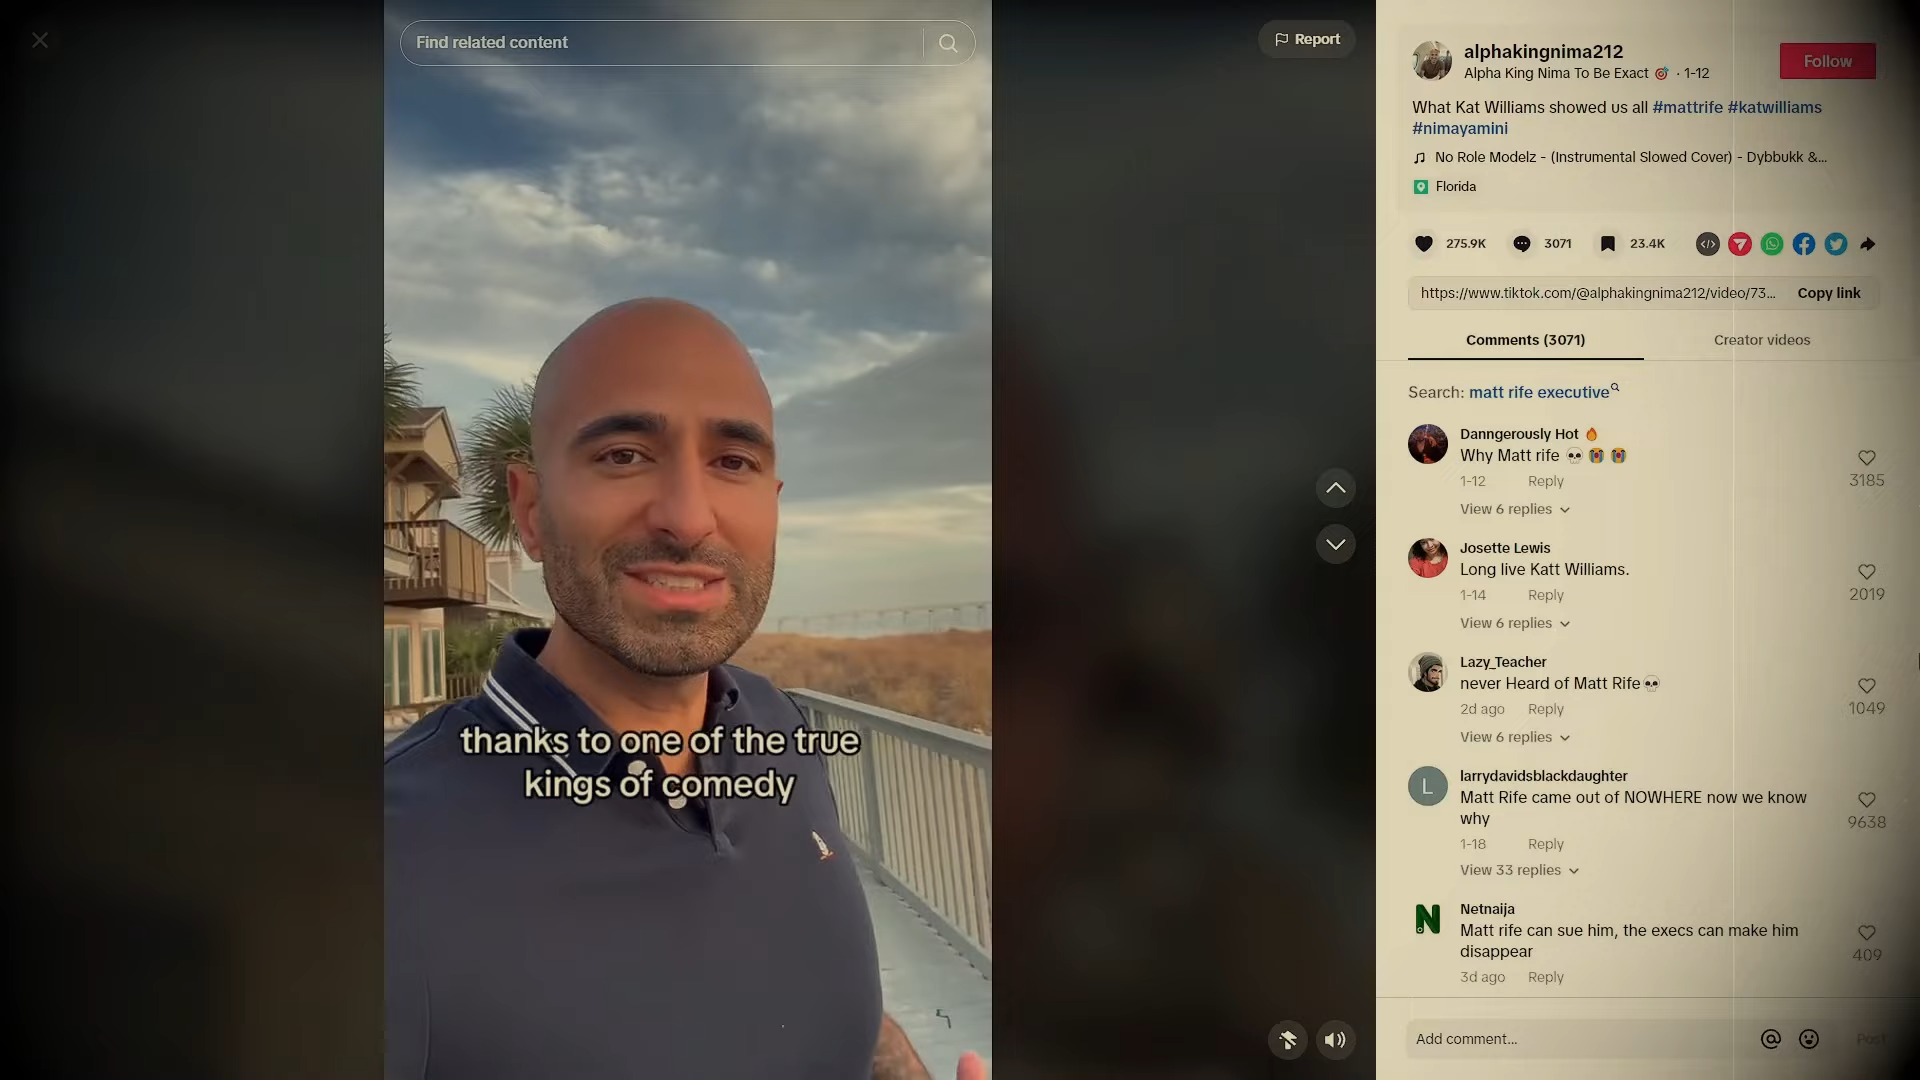 Find related content
Report
thanks to one of the true
kings of comedy
alphakingnima212
Alpha King Nima To Be Exact 🎯 · 1-12
Follow
What Kat Williams showed us all #mattrife #katwilliams
#nimayamini
No Role Modelz - (Instrumental Slowed Cover) - Dybbukk &...
Florida
275.9K
3071
23.4K
https://www.tiktok.com/@alphakingnima212/video/73...
Copy link
Comments (3071)
Creator videos
Search: matt rife executive
Danngerously Hot 🔥
Why Matt rife 💀 😭 😭
1-12 Reply
3185
View 6 replies
Josette Lewis
Long live Katt Williams.
1-14 Reply
2019
View 6 replies
Lazy_Teacher
never Heard of Matt Rife💀
2d ago Reply
1049
View 6 replies
L
larrydavidsblackdaughter
Matt Rife came out of NOWHERE now we know
why
1-18 Reply
9638
View 33 replies
N
Netnaija
Matt rife can sue him, the execs can make him
disappear
3d ago Reply
409
Add comment...
Post